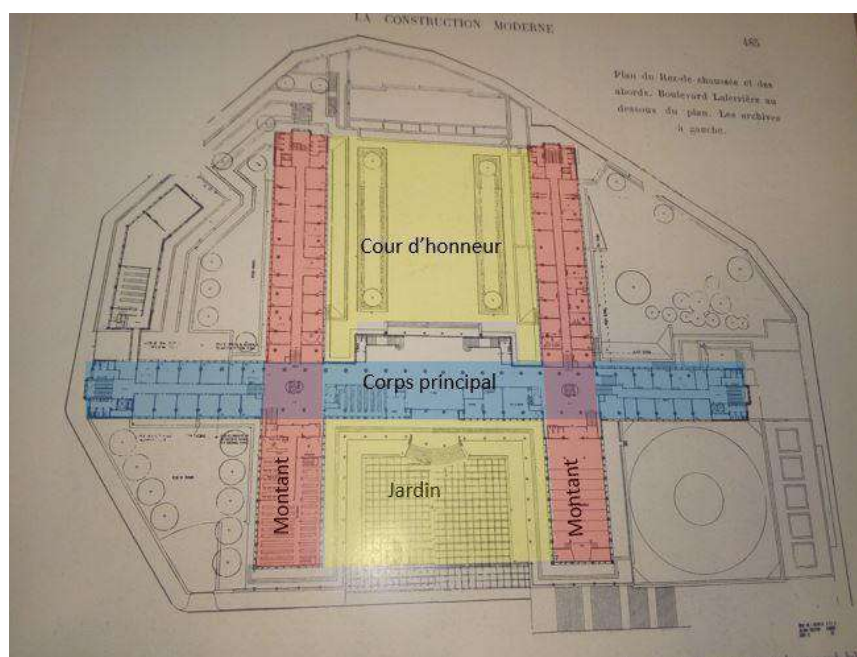 LA CONSTRUCTION MODERNE
485
Plan du Rez-de-chaussée et des
abords. Boulevard Laferrière au
dessous du plan. Les archives
à gauche.
Cour d'honneur
Corps principal
Montant
Jardin
Montant